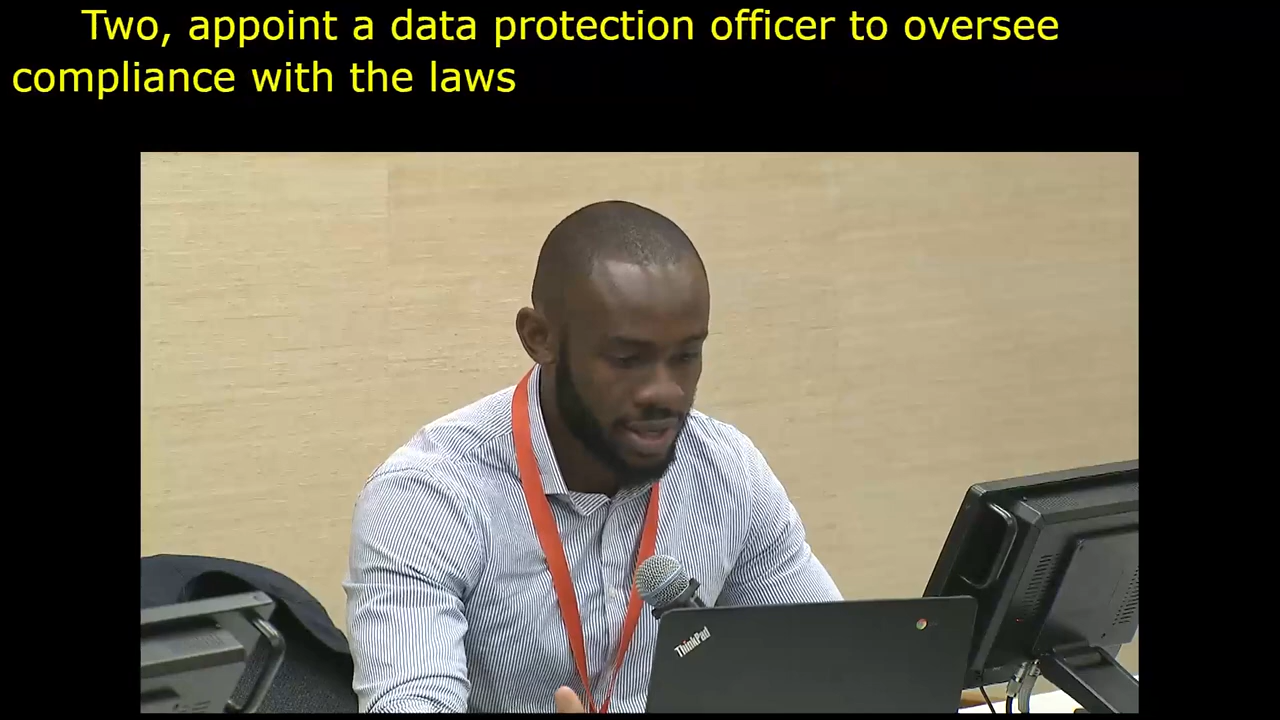 Two, appoint a data protection officer to oversee
compliance with the laws
ThinkPad